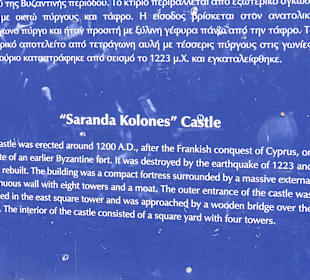 της Βυζαντινής περιόδου. Το κτίριο περιβάλλεται από εξωτερικό
με οκτώ πύργους και τάφρο. Η είσοδος βρίσκεται στον ανατολικ
γωνο πύργο και ήταν προσιτή με ξύλινη γέφυρα πάνω από την τάφρο. Τ
ρικό αποτελείτο από τετράγωνη αυλή με τέσσερις πύργους στις γωνίες
ούριο καταστράφηκε από σεισμό το 1223 μ.Χ. και εγκαταλείφθηκε.
"Saranda Kolones" Castle
astle was erected around 1200 A.D., after the Frankish conquest of Cyprus, on
te of an earlier Byzantine fort. It was destroyed by the earthquake of 1223 and
rebuilt. The building was a compact fortress surrounded by a massive external
nuous wall with eight towers and a moat. The outer entrance of the castle was
ed in the east square tower and was approached by a wooden bridge over the
. The interior of the castle consisted of a square yard with four towers.